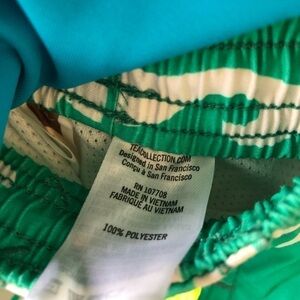 TEACOLLECTION.COM
Designed in San Francisco
Conçu à San Francisco
RN 107708
MADE IN VIETNAM
FABRIQUÉ AU VIETNAM
100% POLYESTER